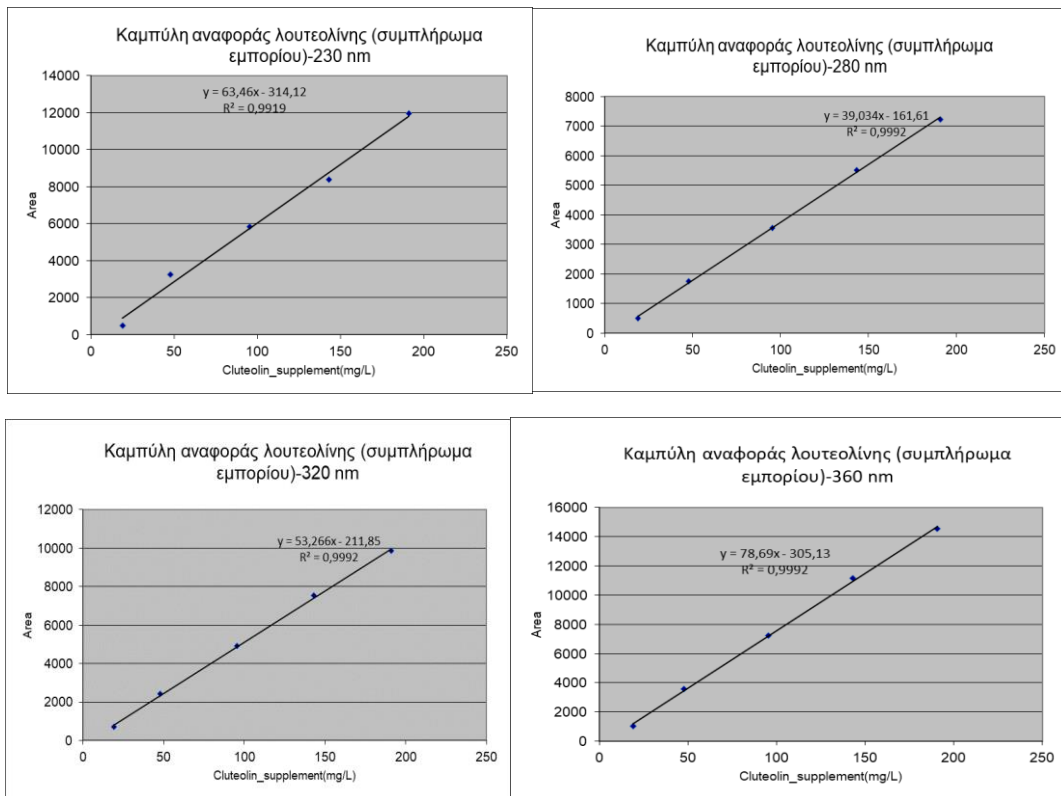 Καμπύλη αναφοράς λουτεολίνης (συμπλήρωμα
εμπορίου)-230 nm
y = 63,46x - 314,12
R² = 0,9919
14000
12000
10000
8000
6000
4000
2000
0
Area
0 50 100 150 200 250
Cluteolin_supplement(mg/L)
Καμπύλη αναφοράς λουτεολίνης (συμπλήρωμα
εμπορίου)-280 nm
y = 39,034x - 161,61
R² = 0,9992
8000
7000
6000
5000
4000
3000
2000
1000
0
Area
0 50 100 150 200 250
Cluteolin_supplement(mg/L)
Καμπύλη αναφοράς λουτεολίνης (συμπλήρωμα
εμπορίου)-320 nm
y = 53,266x - 211,85
R² = 0,9992
12000
10000
8000
6000
4000
2000
0
Area
0 50 100 150 200 250
Cluteolin_supplement(mg/L)
Καμπύλη αναφοράς λουτεολίνης (συμπλήρωμα
εμπορίου)-360 nm
y = 78,69x - 305,13
R² = 0,9992
16000
14000
12000
10000
8000
6000
4000
2000
0
Area
0 50 100 150 200 250
Cluteolin_supplement(mg/L)